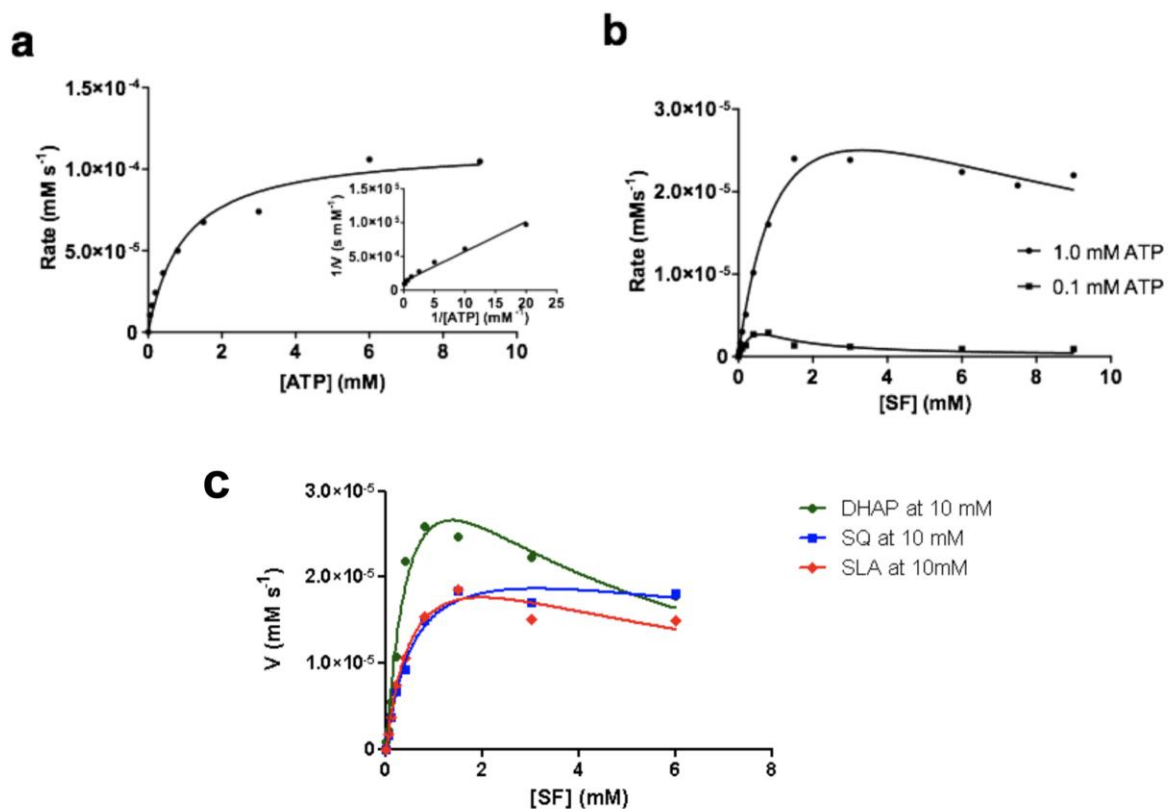 a
Rate (mM s⁻¹)
1.5×10⁻⁴
1.0×10⁻⁴
5.0×10⁻⁵
0
0 2 4 6 8 10
[ATP] (mM)
1/V (s mM⁻¹)
1.5×10⁵
1.0×10⁵
5.0×10⁴
0
0 5 10 15 20 25
1/[ATP] (mM⁻¹)
b
Rate (mMs⁻¹)
3.0×10⁻⁵
2.0×10⁻⁵
1.0×10⁻⁵
0
0 2 4 6 8 10
[SF] (mM)
1.0 mM ATP
0.1 mM ATP
c
V (mM s⁻¹)
3.0×10⁻⁵
2.0×10⁻⁵
1.0×10⁻⁵
0
0 2 4 6 8
[SF] (mM)
DHAP at 10 mM
SQ at 10 mM
SLA at 10mM